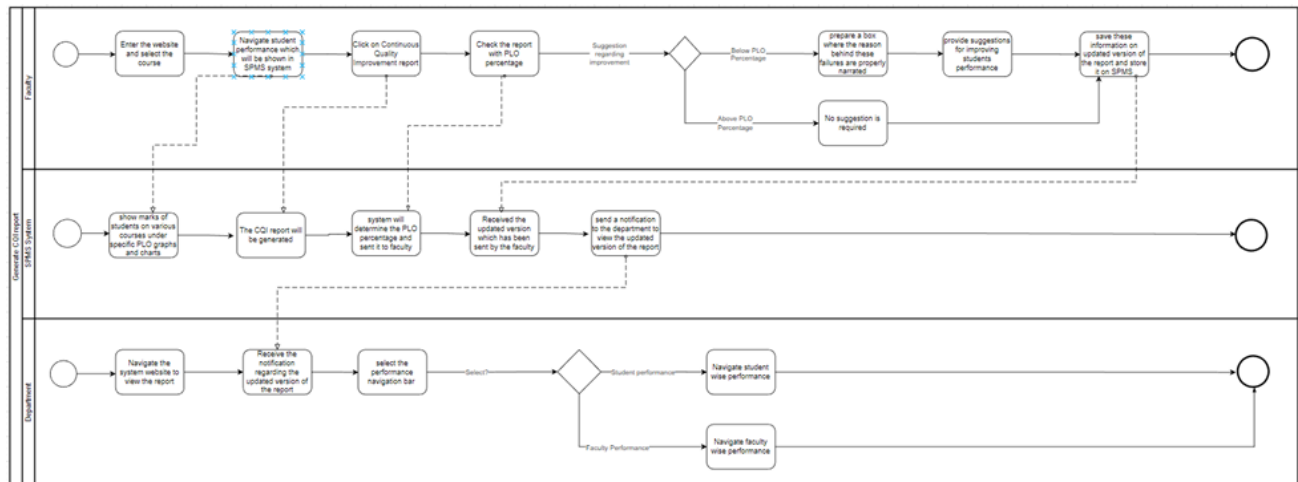 Generate CQI report
Faculty
Enter the website
and select the
course
Navigate student
performance which
will be shown in
SPMS system
Click on Continuous
Quality
Improvement report
Check the report
with PLO
percentage
Suggestion
regarding
improvement
Below PLO
Percentage
prepare a box
where the reason
behind these
failures are properly
narrated
provide suggestions
for improving
students
performance
save these
information on
updated version of
the report and store
it on SPMS
Above PLO
Percentage
No suggestion is
required
SPMS System
show marks of
students on various
courses under
specific PLO graphs
and charts
The CQI report will
be generated
system will
determine the PLO
percentage and
sent it to faculty
Received the
updated version
which has been
sent by the faculty
send a notification
to the department to
view the updated
version of the report
Department
Navigate the
system website to
view the report
Receive the
notification
regarding the
updated version of
the report
select the
performance
navigation bar
Select?
Student performance
Navigate student
wise performance
Faculty Performance
Navigate faculty
wise performance